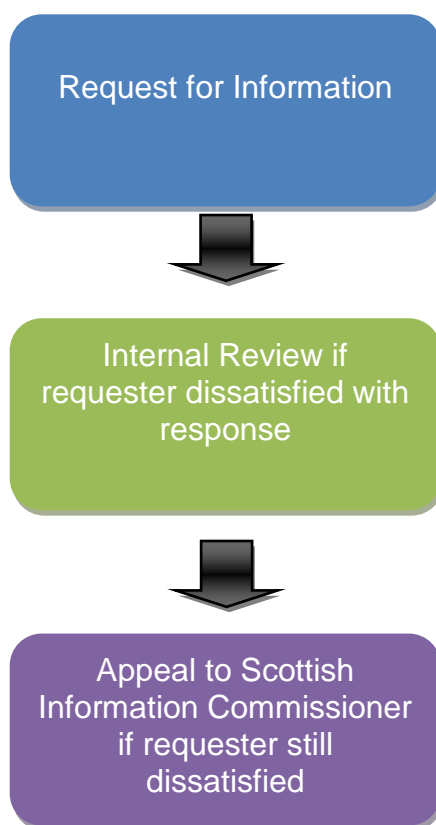 Request for Information
Internal Review if
requester dissatisfied with
response
Appeal to Scottish
Information Commissioner
if requester still
dissatisfied